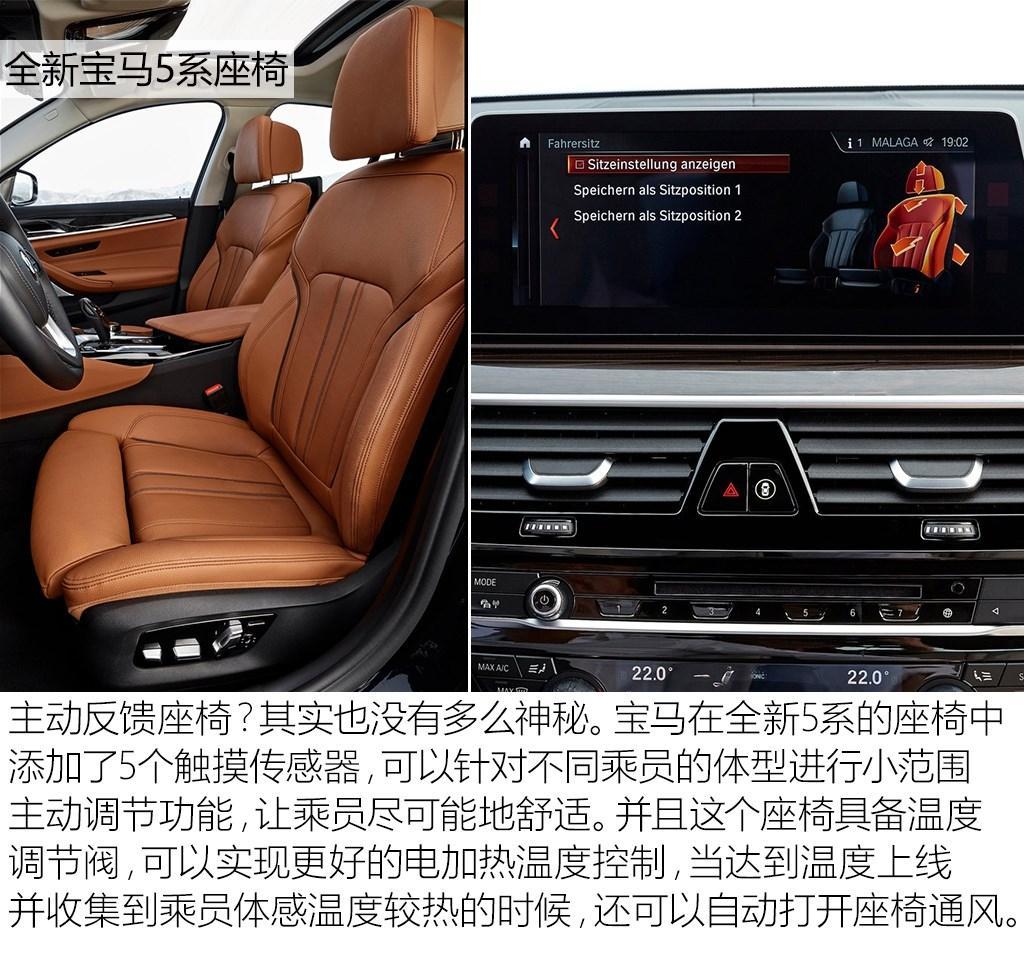 全新宝马5系座椅
Fahrersitz
i 1 MALAGA 19:02
Sitzeinstellung anzeigen
Speichern als Sitzposition 1
Speichern als Sitzposition 2
MODE
1 2 3 4 5 6 7
MAX A/C
22.0°
22.0°
MAX
主动反馈座椅?其实也没有多么神秘。宝马在全新5系的座椅中
添加了5个触摸传感器,可以针对不同乘员的体型进行小范围
主动调节功能,让乘员尽可能地舒适。并且这个座椅具备温度
调节阀,可以实现更好的电加热温度控制,当达到温度上线
并收集到乘员体感温度较热的时候,还可以自动打开座椅通风。